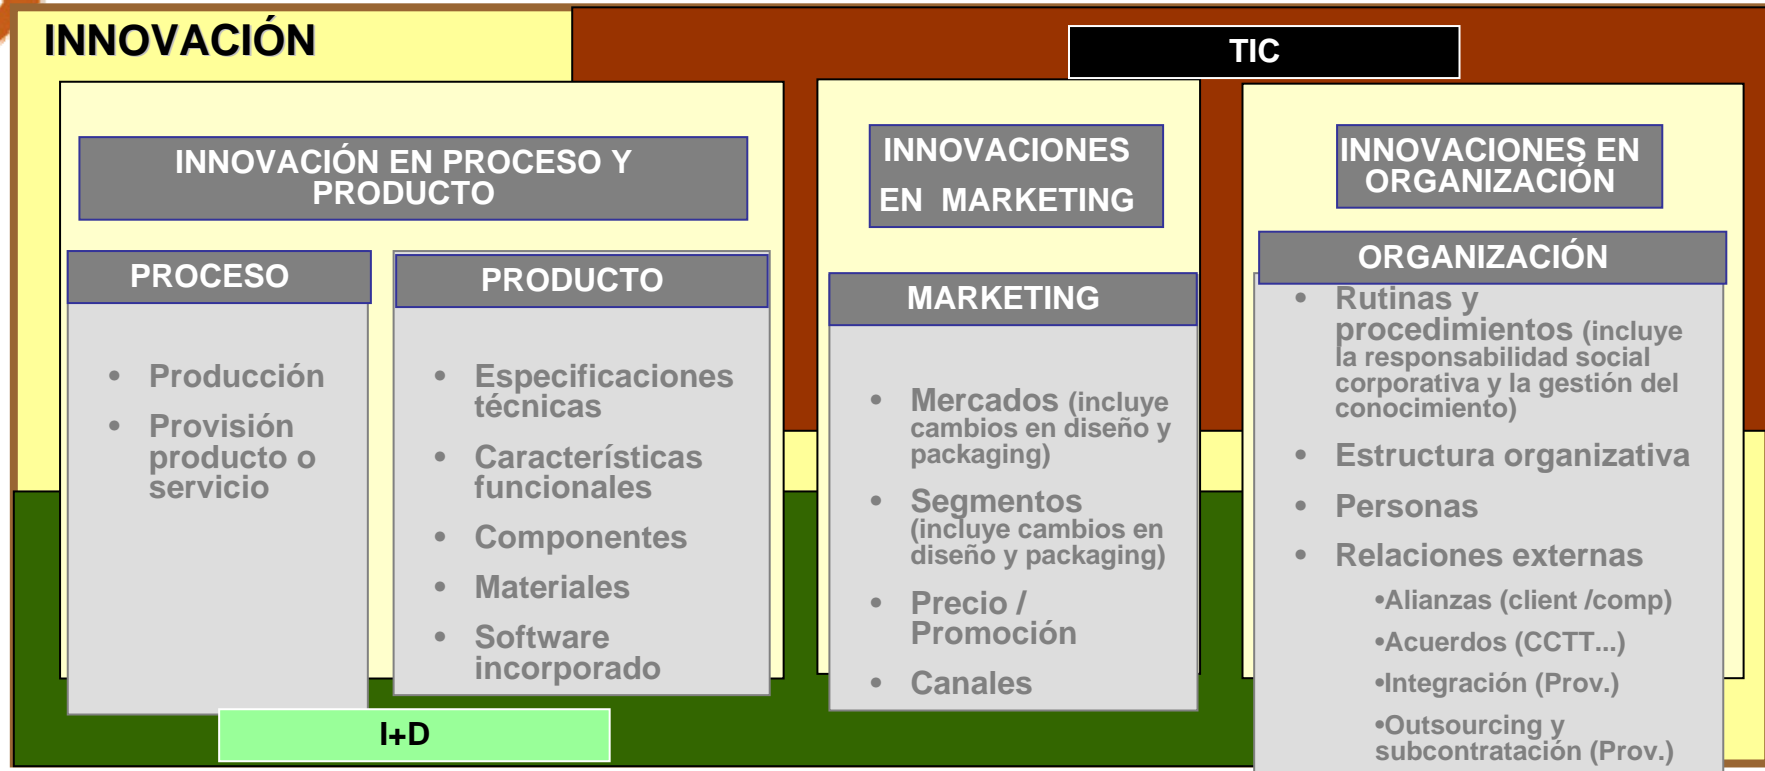 INNOVACIÓN
TIC
INNOVACIÓN EN PROCESO Y
PRODUCTO
PROCESO
• Producción
• Provisión
producto o
servicio
PRODUCTO
• Especificaciones
técnicas
• Características
funcionales
• Componentes
• Materiales
• Software
incorporado
INNOVACIONES
EN MARKETING
MARKETING
• Mercados (incluye
cambios en diseño y
packaging)
• Segmentos
(incluye cambios en
diseño y packaging)
• Precio /
Promoción
• Canales
INNOVACIONES EN
ORGANIZACIÓN
ORGANIZACIÓN
• Rutinas y
procedimientos (incluye
la responsabilidad social
corporativa y la gestión del
conocimiento)
• Estructura organizativa
• Personas
• Relaciones externas
•Alianzas (client /comp)
•Acuerdos (CCTT...)
•Integración (Prov.)
•Outsourcing y
subcontratación (Prov.)
I+D